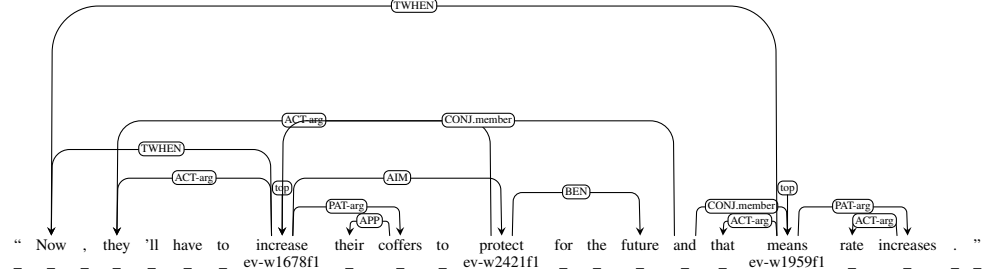 TWHEN
ACT-arg CONJ.member
TWHEN
ACT-arg top AIM top
BEN
PAT-arg CONJ.member PAT-arg
APP ACT-arg ACT-arg
“ Now , they 'll have to increase their coffers to protect for the future and that means rate increases . ”
_ _ _ _ _ _ _ ev-w1678f1 _ _ _ ev-w2421f1 _ _ _ _ _ ev-w1959f1 _ _ _ _